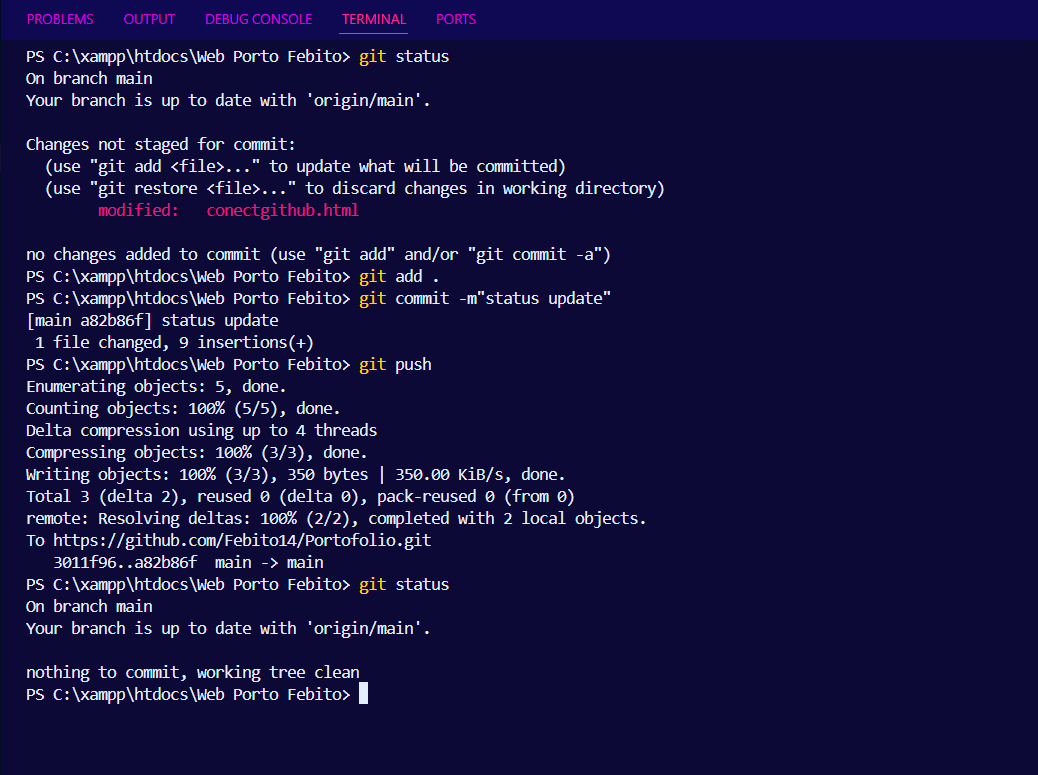 PROBLEMS OUTPUT DEBUG CONSOLE TERMINAL PORTS
PS C:\xampp\htdocs\Web Porto Febito> git status
On branch main
Your branch is up to date with 'origin/main'.
Changes not staged for commit:
(use "git add <file>..." to update what will be committed)
(use "git restore <file>..." to discard changes in working directory)
modified: conectgithub.html
no changes added to commit (use "git add" and/or "git commit -a")
PS C:\xampp\htdocs\Web Porto Febito> git add .
PS C:\xampp\htdocs\Web Porto Febito> git commit -m"status update"
[main a82b86f] status update
1 file changed, 9 insertions(+)
PS C:\xampp\htdocs\Web Porto Febito> git push
Enumerating objects: 5, done.
Counting objects: 100% (5/5), done.
Delta compression using up to 4 threads
Compressing objects: 100% (3/3), done.
Writing objects: 100% (3/3), 350 bytes | 350.00 KiB/s, done.
Total 3 (delta 2), reused 0 (delta 0), pack-reused 0 (from 0)
remote: Resolving deltas: 100% (2/2), completed with 2 local objects.
To https://github.com/Febito14/Portofolio.git
3011f96..a82b86f main -> main
PS C:\xampp\htdocs\Web Porto Febito> git status
On branch main
Your branch is up to date with 'origin/main'.
nothing to commit, working tree clean
PS C:\xampp\htdocs\Web Porto Febito>